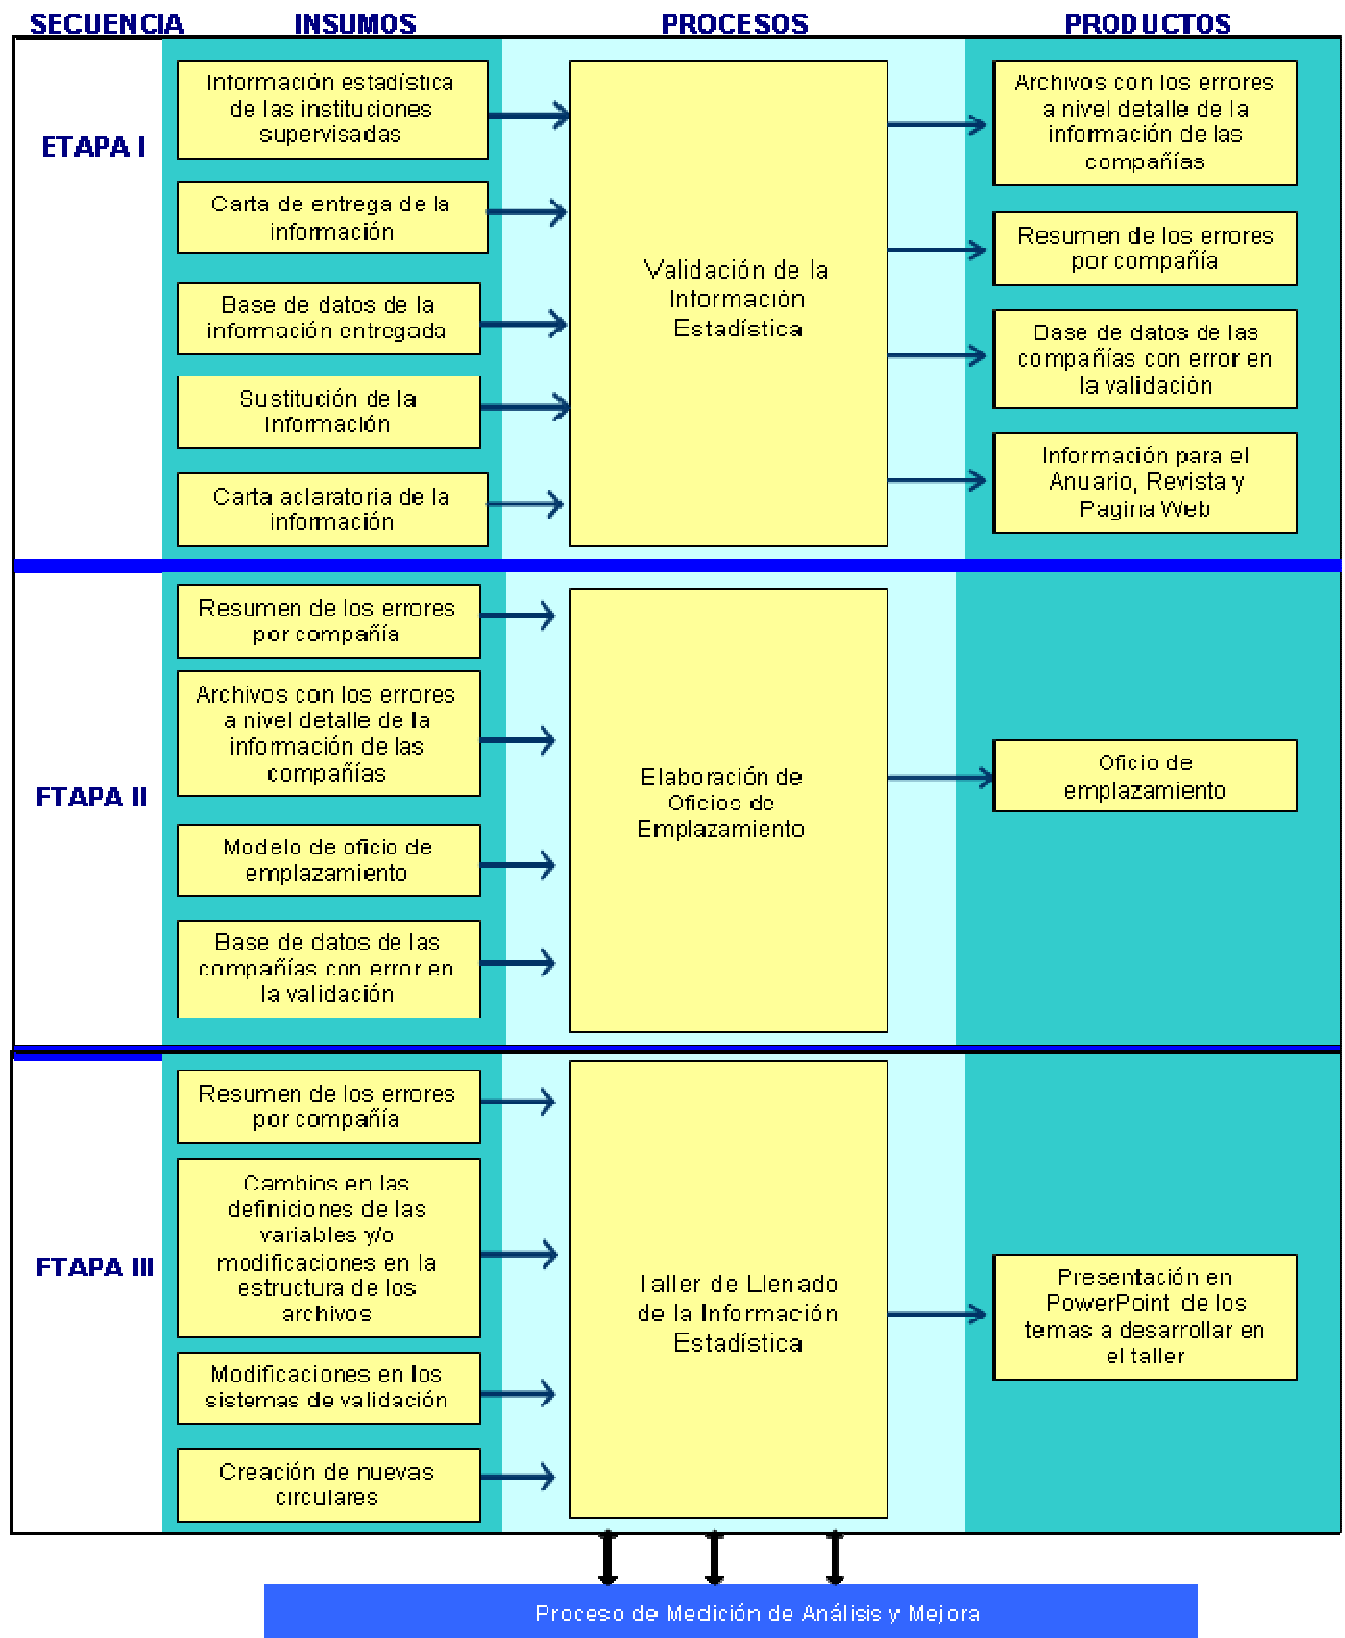 SECUENCIA
INSUMOS
PROCESOS
PRODUCTOS
ETAPA I
Información estadística
de las instituciones
supervisadas
Carta de entrega de la
información
Base de datos de la
información entregada
Sustitución de la
Información
Carta aclaratoria de la
información
Validación de la
Información
Estadística
Archivos con los errores
a nivel detalle de la
información de las
compañías
Resumen de los errores
por compañía
Base de datos de las
compañías con error en
la validación
Información para el
Anuario, Revista y
Pagina Web
ETAPA II
Resumen de los errores
por compañía
Archivos con los errores
a nivel detalle de la
información de las
compañías
Modelo de oficio de
emplazamiento
Base de datos de las
compañías con error en
la validación
Elaboración de
Oficios de
Emplazamiento
Oficio de
emplazamiento
ETAPA III
Resumen de los errores
por compañía
Cambios en las
definiciones de las
variables y/o
modificaciones en la
estructura de los
archivos
Modificaciones en los
sistemas de validación
Creación de nuevas
circulares
Taller de Llenado
de la Información
Estadística
Presentación en
PowerPoint de los
temas a desarrollar en
el taller
Proceso de Medición de Análisis y Mejora